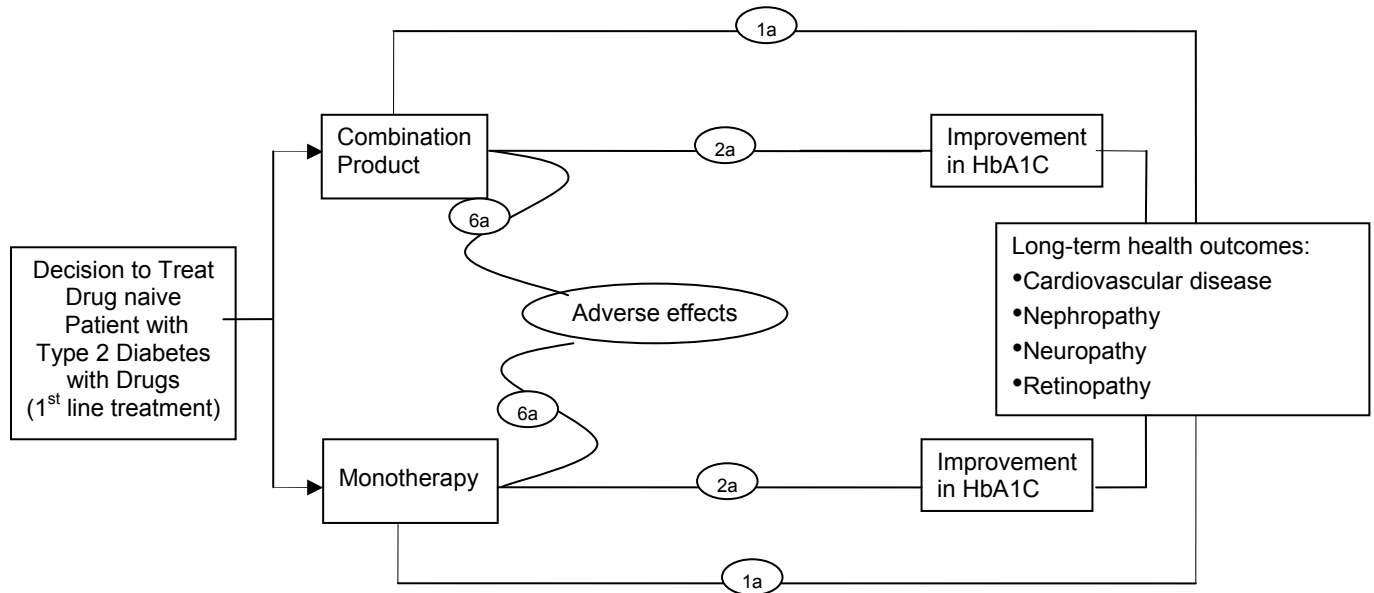 1a
Combination
Product
2a
Improvement
in HbA1C
6a
Decision to Treat
Drug naive
Patient with
Type 2 Diabetes
with Drugs
(1st line treatment)
Adverse effects
Long-term health outcomes:
•Cardiovascular disease
•Nephropathy
•Neuropathy
•Retinopathy
6a
Monotherapy
2a
Improvement
in HbA1C
1a